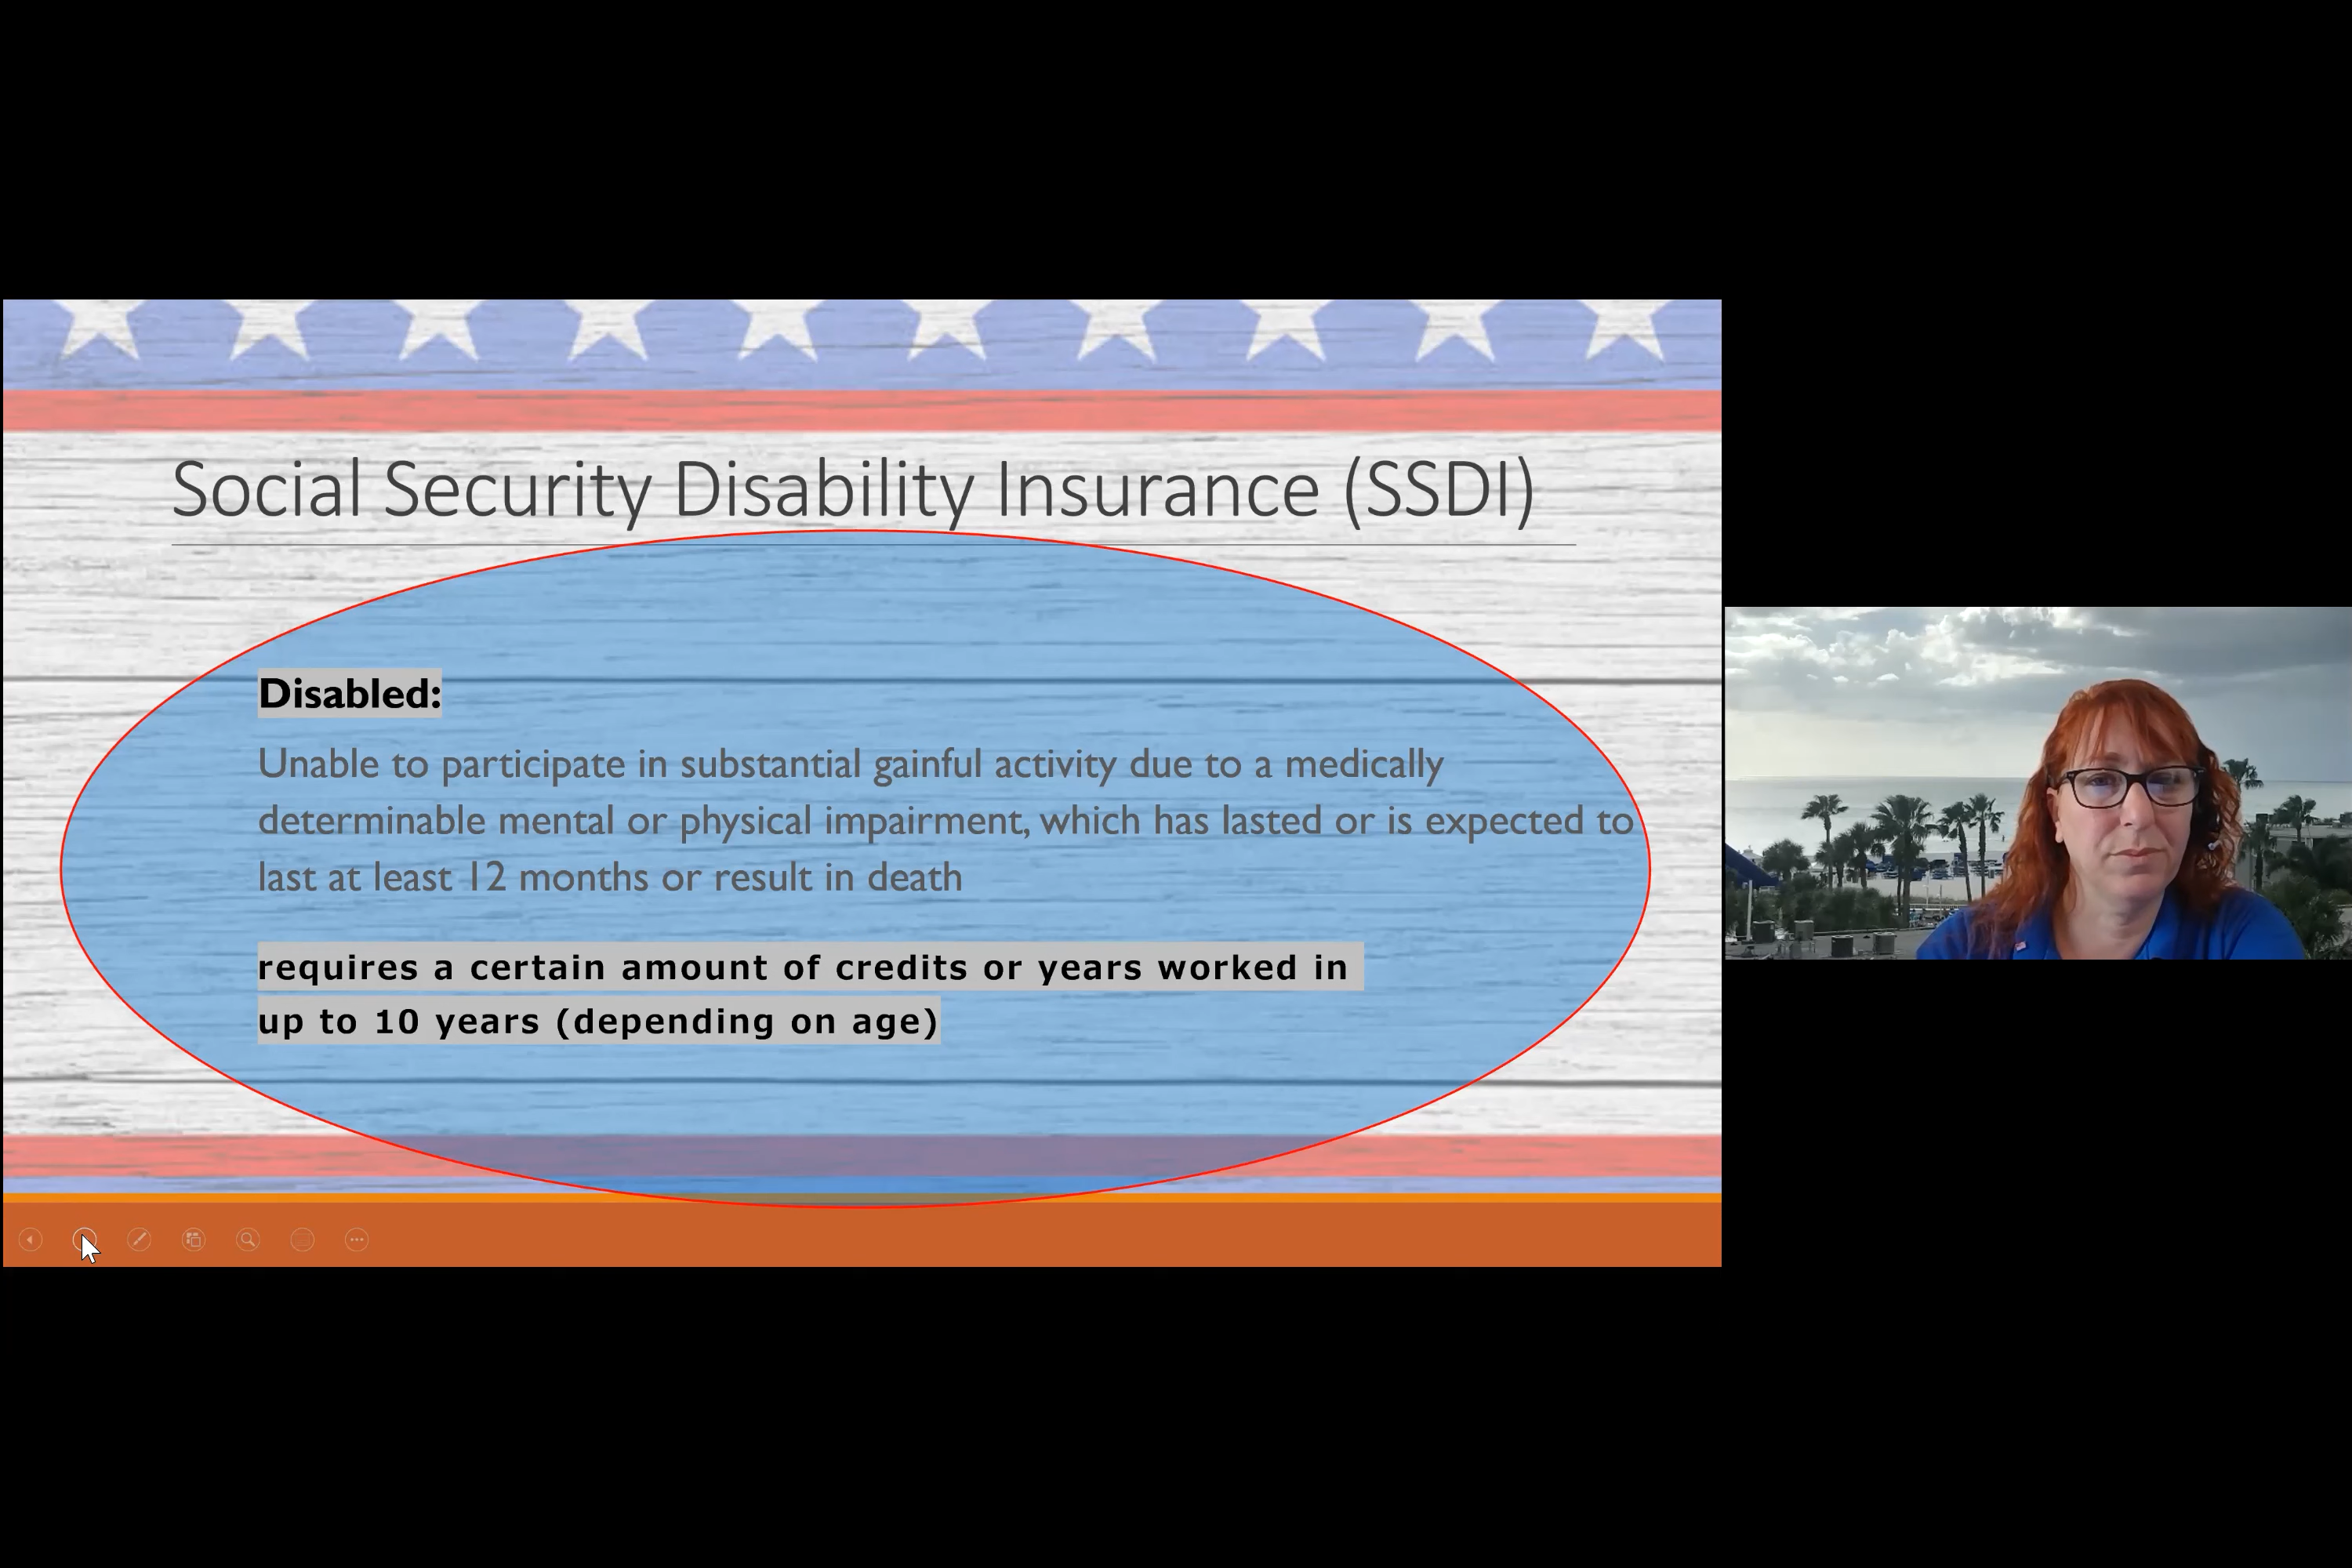 Social Security Disability Insurance (SSDI)
Disabled:
Unable to participate in substantial gainful activity due to a medically
determinable mental or physical impairment, which has lasted or is expected to
last at least 12 months or result in death
requires a certain amount of credits or years worked in
up to 10 years (depending on age)